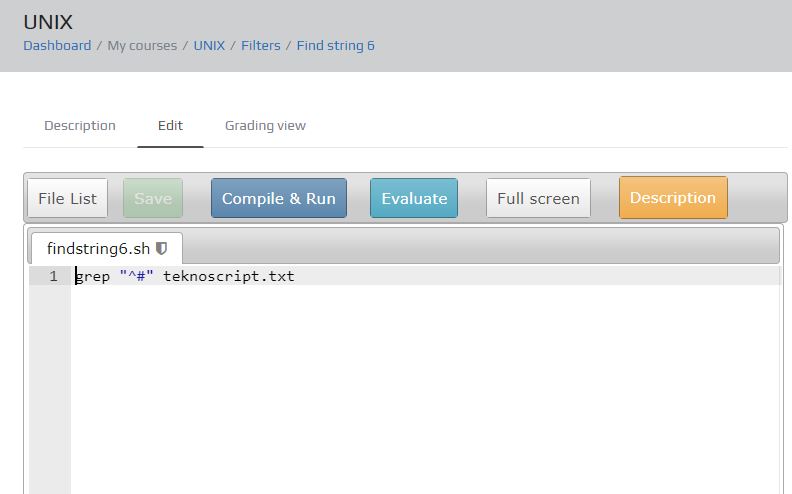 UNIX
Dashboard / My courses / UNIX / Filters / Find string 6
Description Edit Grading view
File List Save Compile & Run Evaluate Full screen Description
findstring6.sh
1 grep "^#" teknoscript.txt